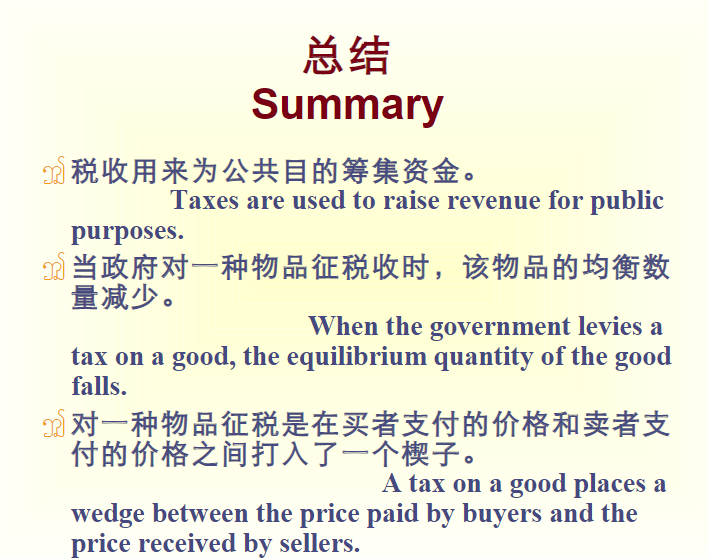 总结
Summary
税收用来为公共目的筹集资金。
Taxes are used to raise revenue for public
purposes.
当政府对一种物品征税收时，该物品的均衡数
量减少。
When the government levies a
tax on a good, the equilibrium quantity of the good
falls.
对一种物品征税是在买者支付的价格和卖者支
付的价格之间打入了一个楔子。
A tax on a good places a
wedge between the price paid by buyers and the
price received by sellers.